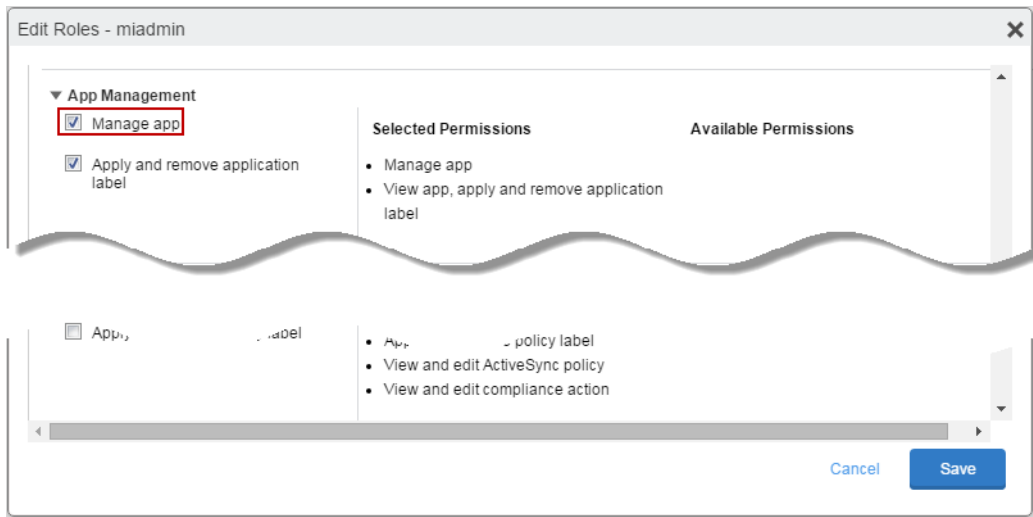 Edit Roles - miadmin
App Management
Manage app
Selected Permissions
Available Permissions
Apply and remove application
label
Manage app
View app, apply and remove application
label
label
policy label
View and edit ActiveSync policy
View and edit compliance action
Cancel
Save